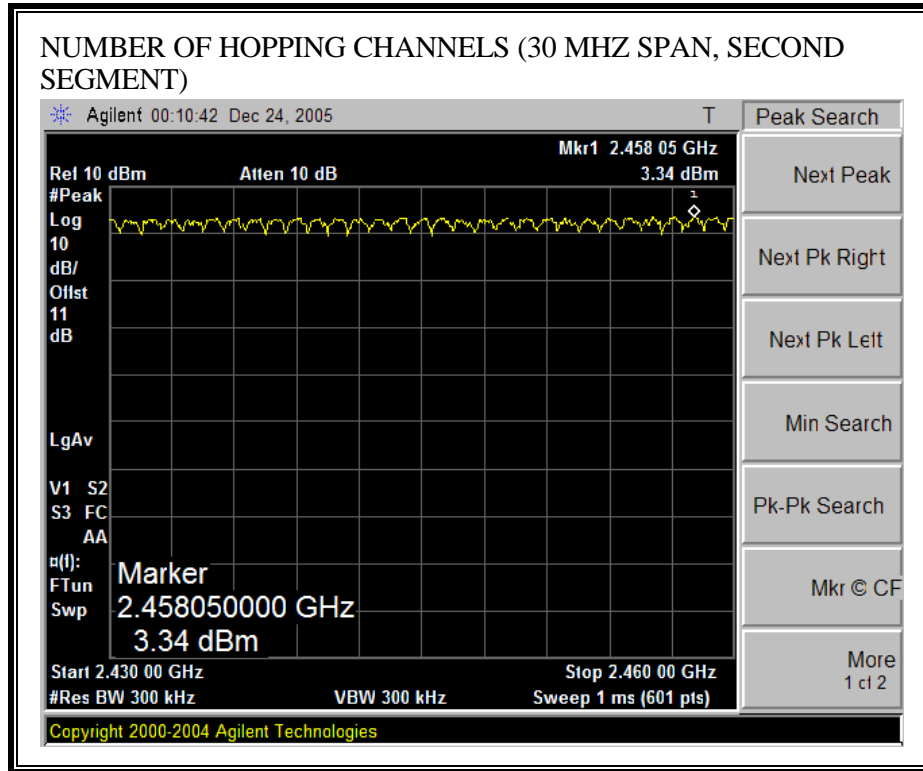 NUMBER OF HOPPING CHANNELS (30 MHZ SPAN, SECOND
SEGMENT)
Agilent 00:10:42 Dec 24, 2005 T
Peak Search
Mkr1 2.458 05 GHz
Ref 10 dBm Atten 10 dB 3.34 dBm
#Peak
Log
10
dB/
Offst
11
dB
1
LgAv
V1 S2
S3 FC
AA
¤(f):
FTun
Swp
Marker
2.458050000 GHz
3.34 dBm
Start 2.430 00 GHz Stop 2.460 00 GHz
#Res BW 300 kHz VBW 300 kHz Sweep 1 ms (601 pts)
Copyright 2000-2004 Agilent Technologies
Next Peak
Next Pk Right
Next Pk Left
Min Search
Pk-Pk Search
Mkr © CF
More
1 of 2